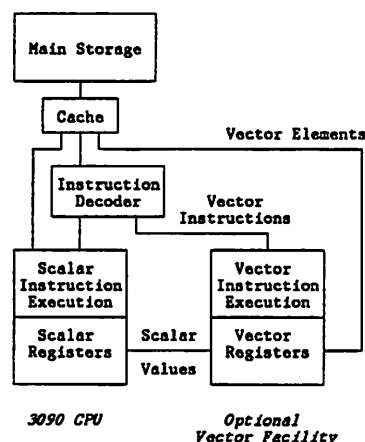 Main Storage
Cache
Vector Elements
Instruction
Decoder
Vector
Instructions
Scalar
Instruction
Execution
Vector
Instruction
Execution
Scalar
Registers
Scalar
Values
Vector
Registers
3090 CPU
Optional
Vector Facility